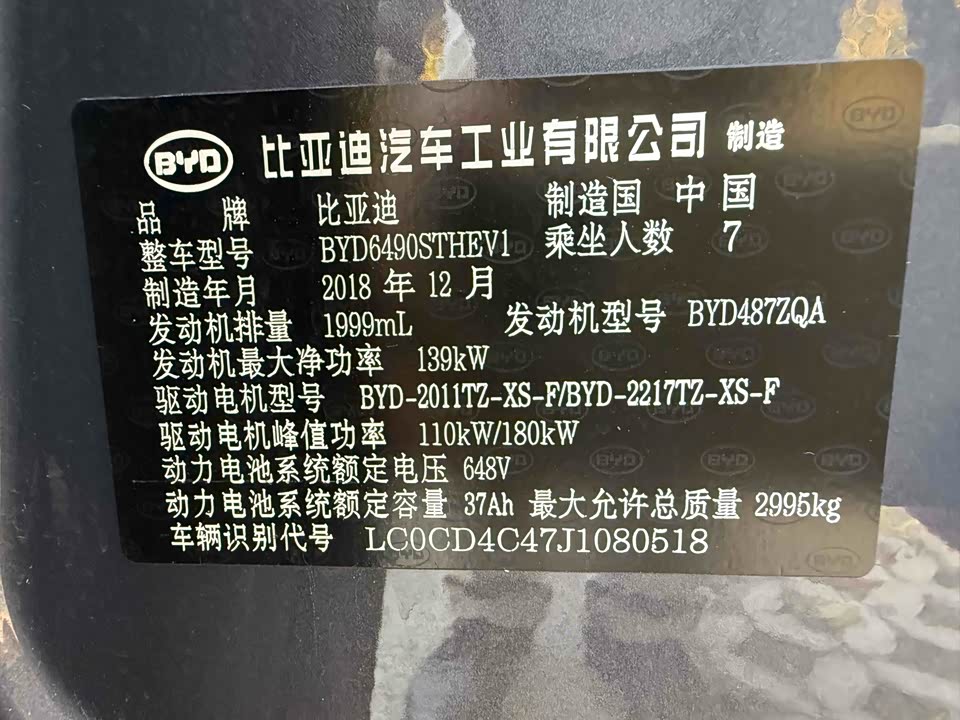 BYD 比亚迪汽车工业有限公司 制造
品 牌 比亚迪 制造国 中国
整车型号 BYD6490STHEV1 乘坐人数 7
制造年月 2018 年 12 月
发动机排量 1999mL 发动机型号 BYD487ZQA
发动机最大净功率 139kW
驱动电机型号 BYD-2011TZ-XS-F/BYD-2217TZ-XS-F
驱动电机峰值功率 110kW/180kW
动力电池系统额定电压 648V
动力电池系统额定容量 37Ah 最大允许总质量 2995kg
车辆识别代号 LC0CD4C47J1080518